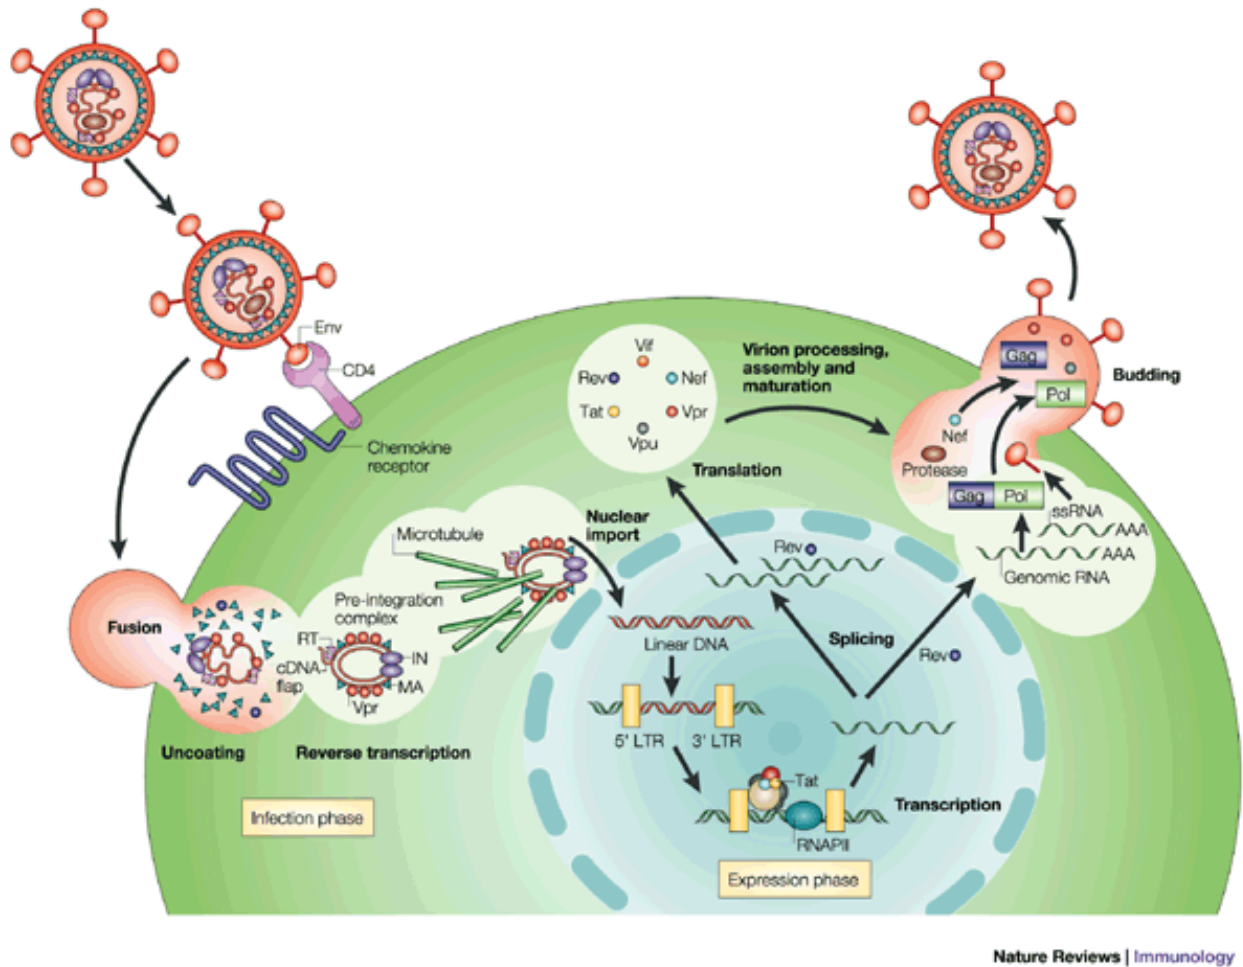 Env
CD4
Chemokine
receptor
Fusion
Uncoating
RT
cDNA
flap
Pre-integration
complex
IN
MA
Vpr
Reverse transcription
Microtubule
Nuclear
import
Infection phase
Linear DNA
5' LTR
3' LTR
Tat
RNAPII
Transcription
Expression phase
Splicing
Rev
Rev
Translation
Vif
Rev
Nef
Tat
Vpr
Vpu
Virion processing,
assembly and
maturation
Gag
Pol
Nef
Protease
Gag Pol
ssRNA
AAA
AAA
Genomic RNA
Budding
Nature Reviews | Immunology